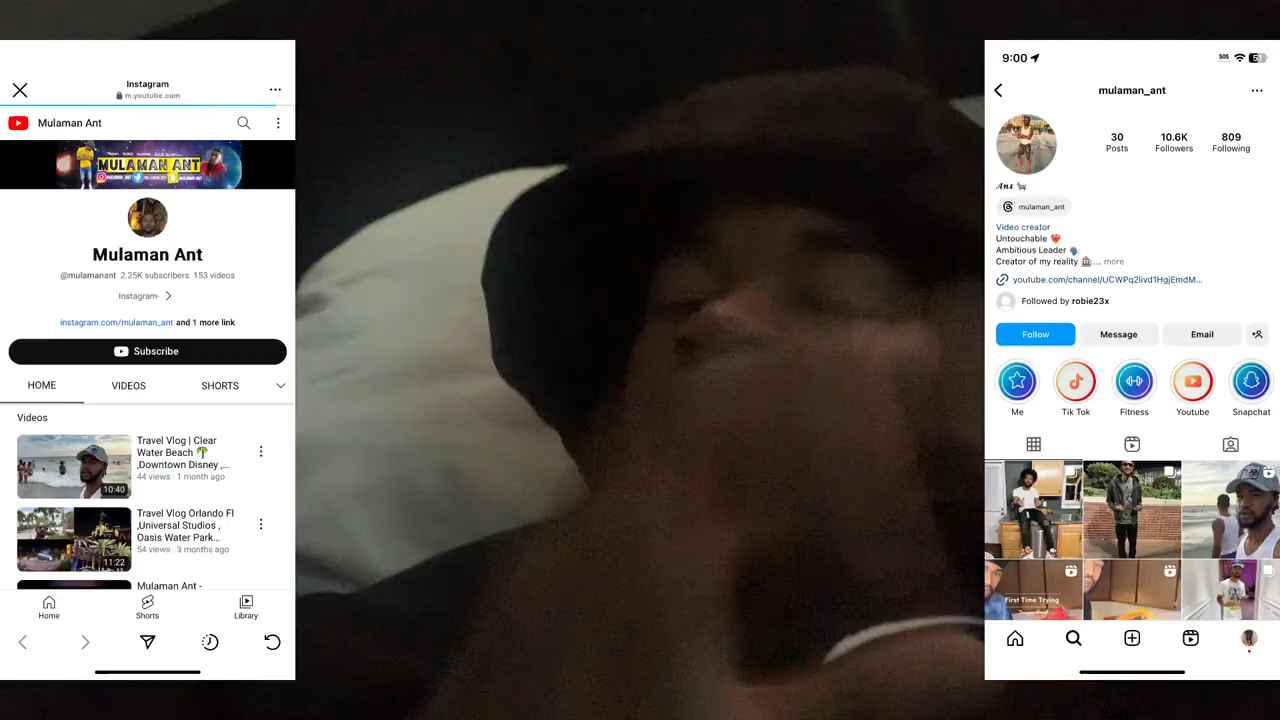 Instagram
m.youtube.com
Mulaman Ant
MULAMAN ANT
Mulaman Ant
@mulamanant 2.25K subscribers 153 videos
Instagram·
instagram.com/mulaman_ant and 1 more link
Subscribe
HOME
VIDEOS
SHORTS
Videos
Travel Vlog | Clear
Water Beach 🌴
,Downtown Disney ,...
44 views · 1 month ago
10:40
Travel Vlog Orlando Fl
,Universal Studios ,
Oasis Water Park...
54 views · 3 months ago
11:22
Mulaman Ant -
Home
Shorts
Library
9:00
SOS
mulaman_ant
30
Posts
10.6K
Followers
809
Following
𝓐𝓷𝓽 🐐
mulaman_ant
Video creator
Untouchable ❤️‍🔥
Ambitious Leader 🗣️
Creator of my reality 🏛️... more
youtube.com/channel/UCWPq2livd1HgjEmdM...
Followed by robie23x
Follow
Message
Email
Me
Tik Tok
Fitness
Youtube
Snapchat
First Time Trying